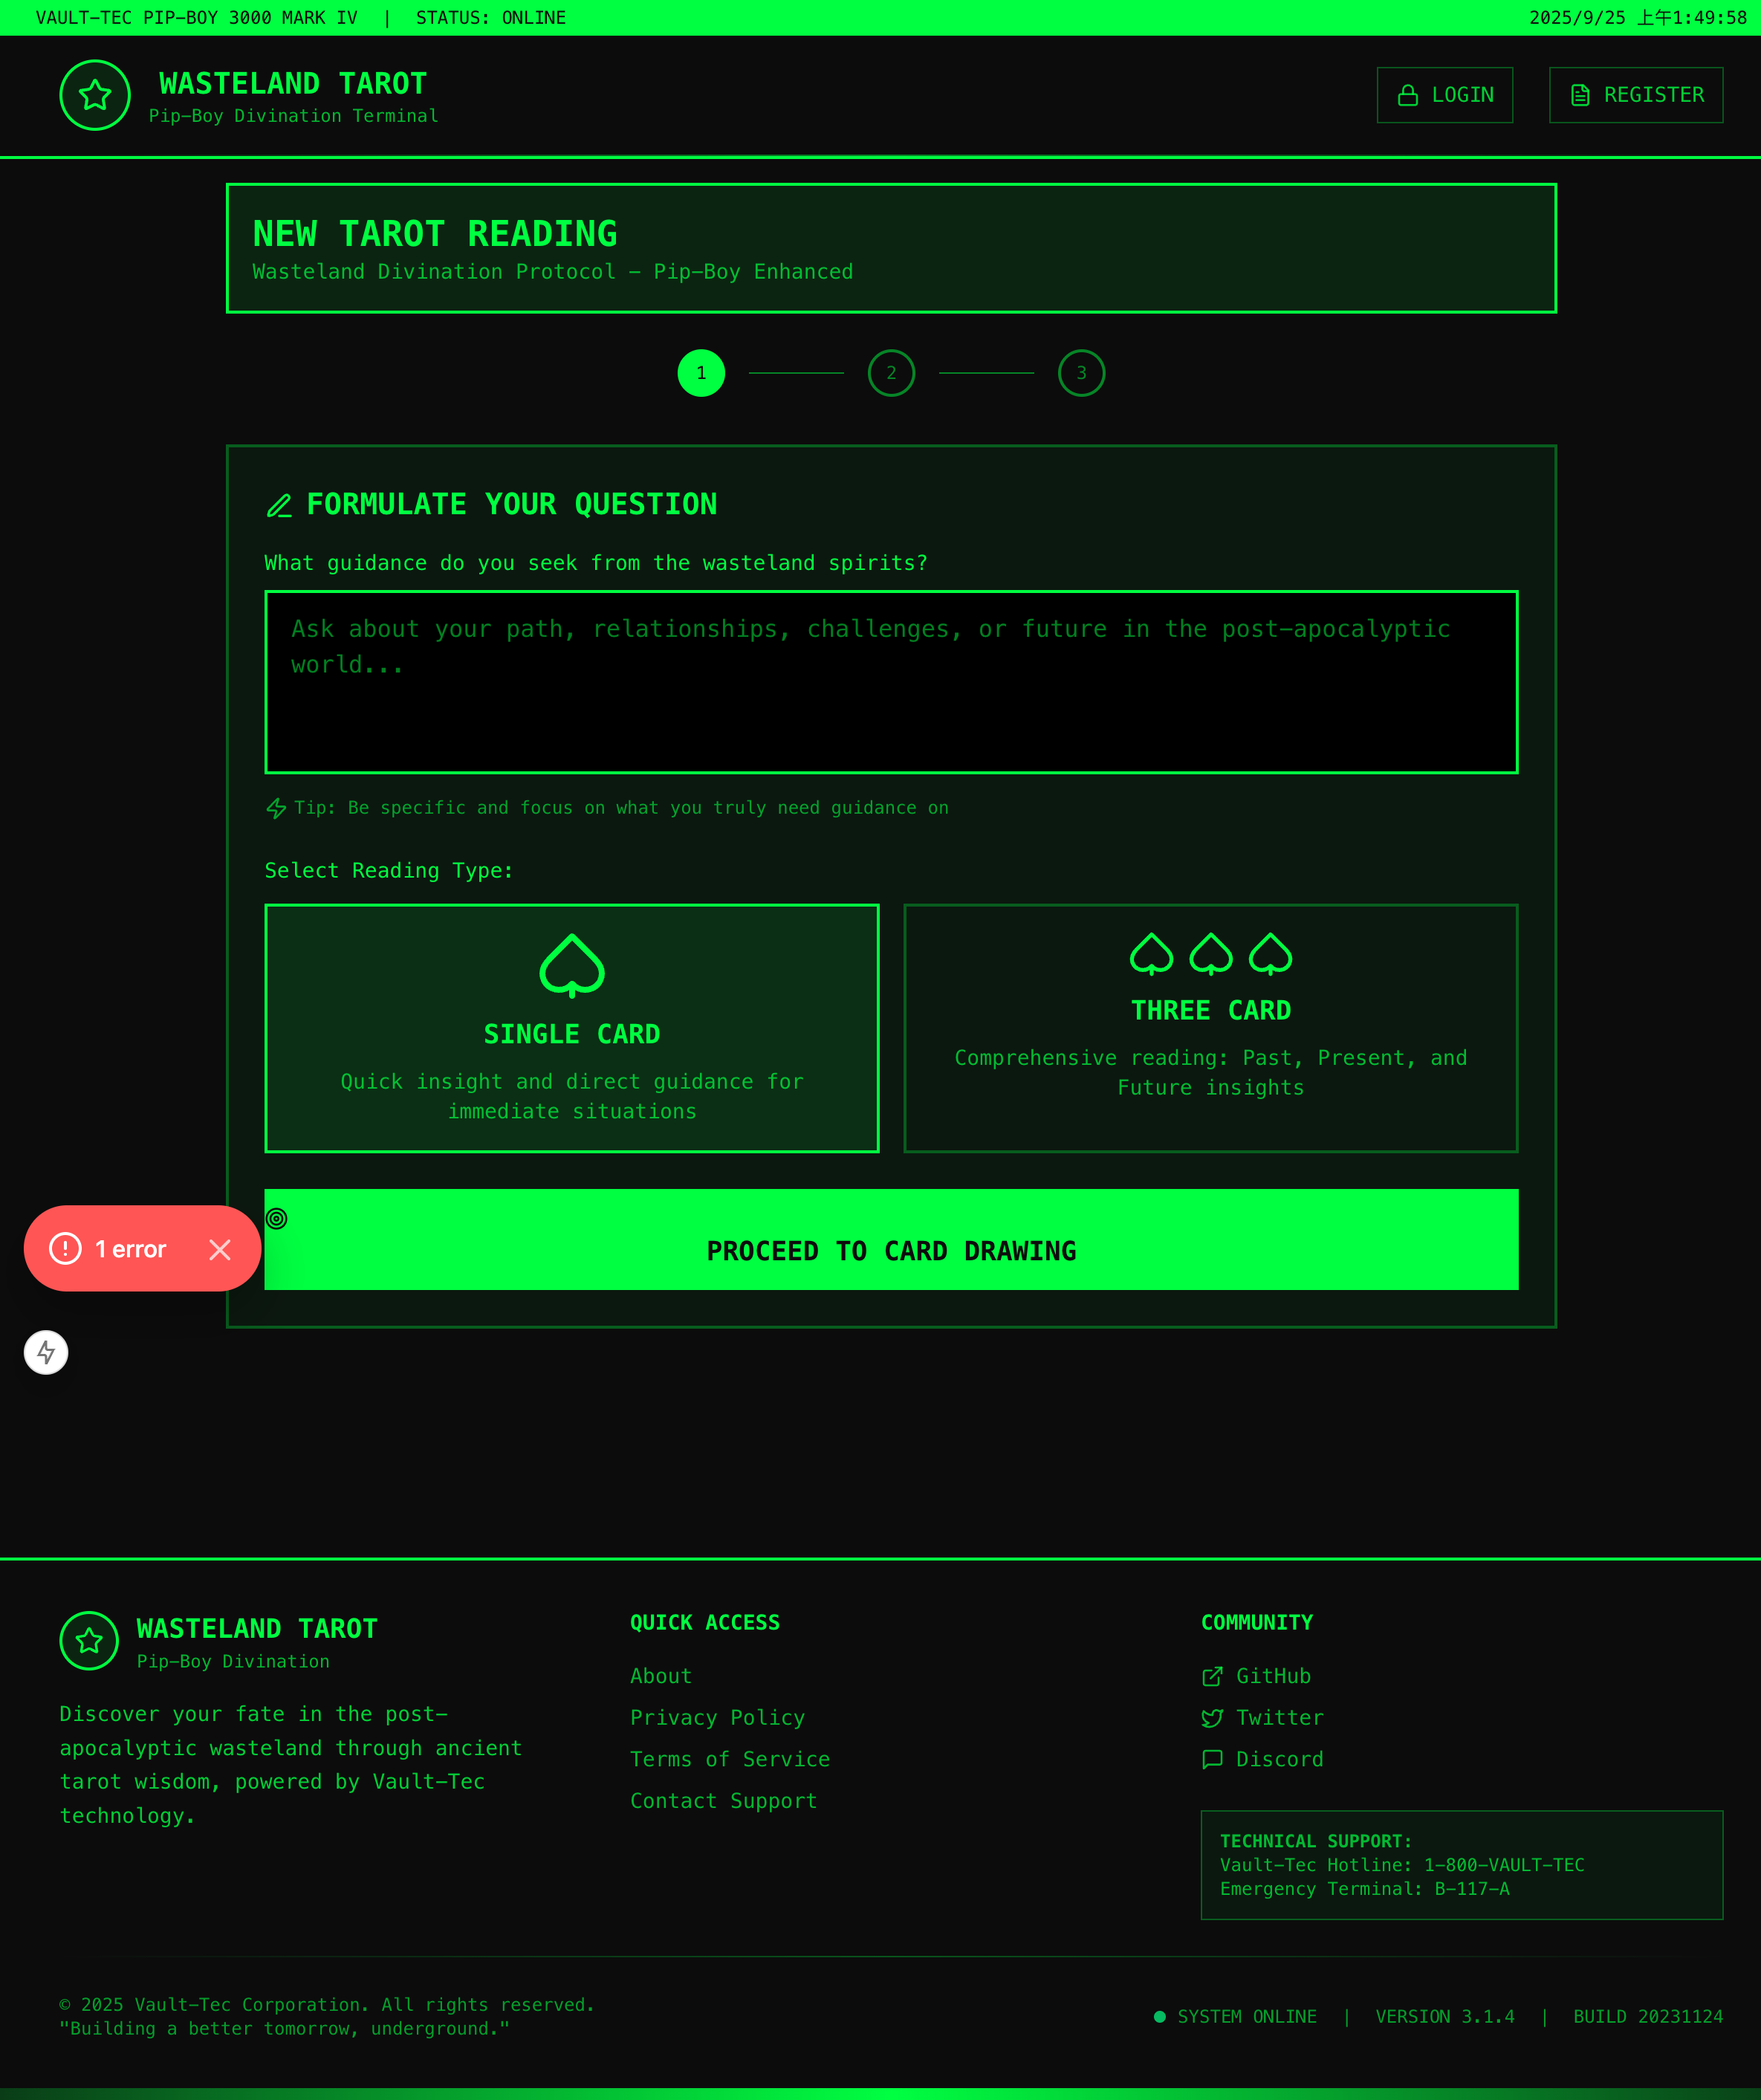 VAULT-TEC PIP-BOY 3000 MARK IV | STATUS: ONLINE
2025/9/25 上午1:49:58
WASTELAND TAROT
Pip-Boy Divination Terminal
LOGIN
REGISTER
NEW TAROT READING
Wasteland Divination Protocol - Pip-Boy Enhanced
1
2
3
FORMULATE YOUR QUESTION
What guidance do you seek from the wasteland spirits?
Ask about your path, relationships, challenges, or future in the post-apocalyptic
world...
Tip: Be specific and focus on what you truly need guidance on
Select Reading Type:
SINGLE CARD
Quick insight and direct guidance for
immediate situations
THREE CARD
Comprehensive reading: Past, Present, and
Future insights
PROCEED TO CARD DRAWING
1 error
WASTELAND TAROT
Pip-Boy Divination
Discover your fate in the post-
apocalyptic wasteland through ancient
tarot wisdom, powered by Vault-Tec
technology.
QUICK ACCESS
About
Privacy Policy
Terms of Service
Contact Support
COMMUNITY
GitHub
Twitter
Discord
TECHNICAL SUPPORT:
Vault-Tec Hotline: 1-800-VAULT-TEC
Emergency Terminal: B-117-A
© 2025 Vault-Tec Corporation. All rights reserved.
"Building a better tomorrow, underground."
SYSTEM ONLINE | VERSION 3.1.4 | BUILD 20231124